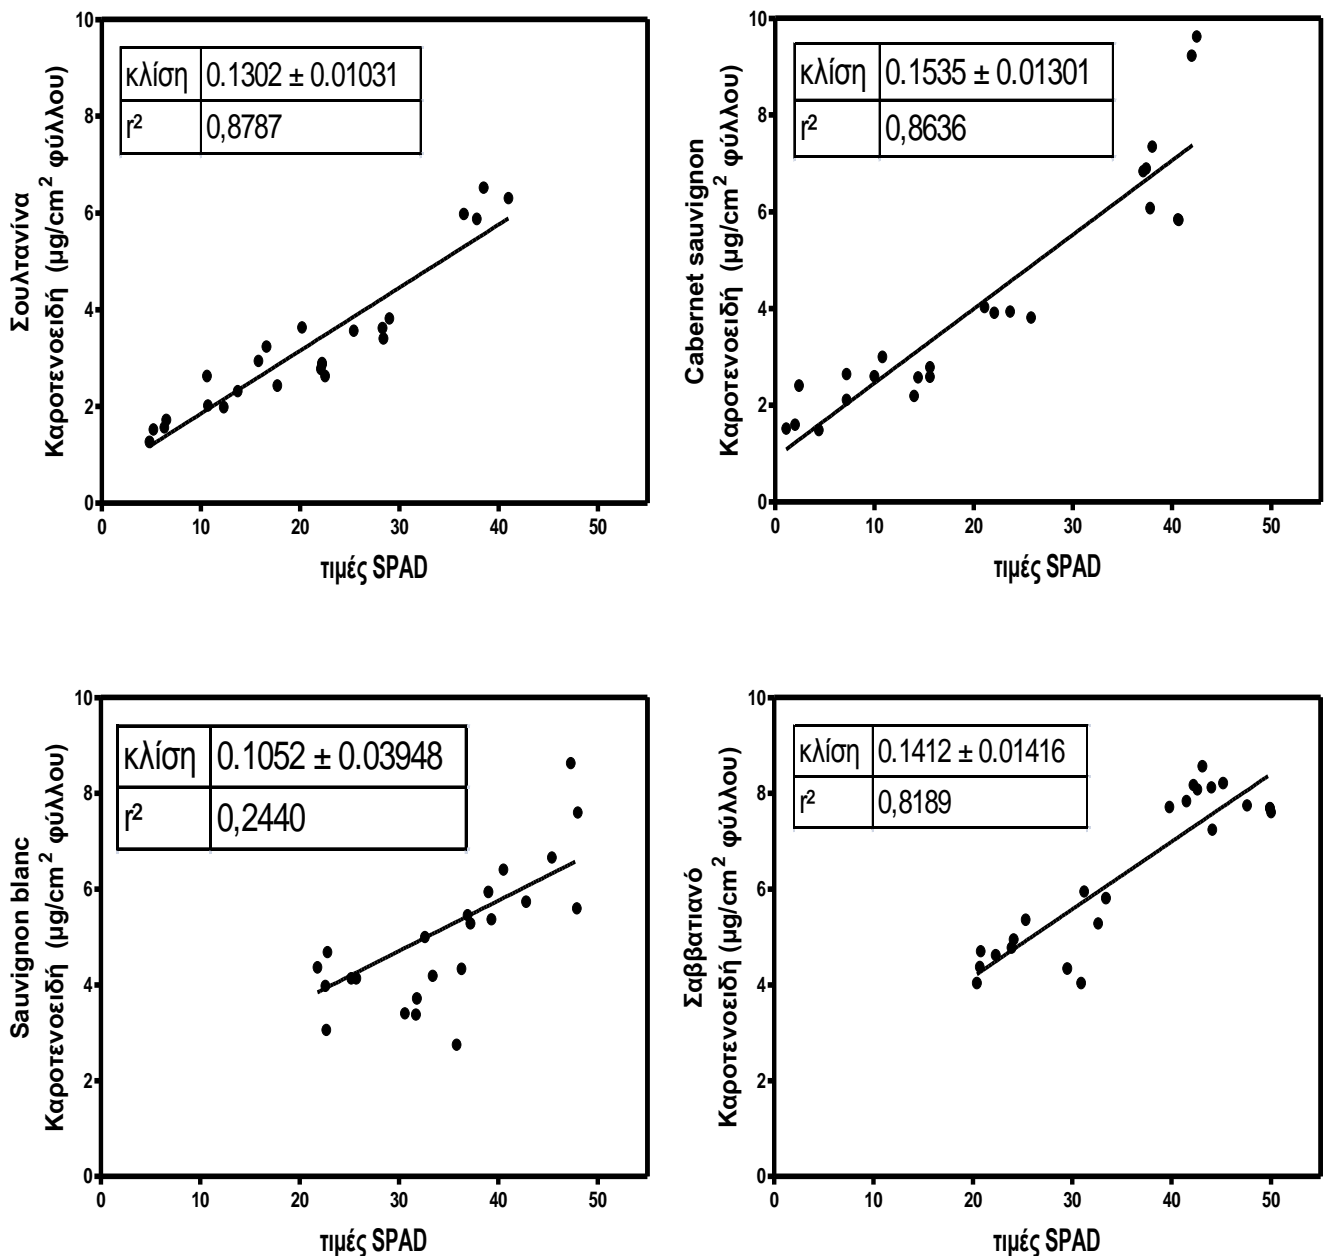 Σουλτανίνα
Καροτενοειδή (μg/cm² φύλλου)
10
8
6
4
2
0
κλίση 0.1302 ± 0.01031
r² 0,8787
0 10 20 30 40 50
τιμές SPAD
Cabernet sauvignon
Καροτενοειδή (μg/cm² φύλλου)
10
8
6
4
2
0
κλίση 0.1535 ± 0.01301
r² 0,8636
0 10 20 30 40 50
τιμές SPAD
Sauvignon blanc
Καροτενοειδή (μg/cm² φύλλου)
10
8
6
4
2
0
κλίση 0.1052 ± 0.03948
r² 0,2440
0 10 20 30 40 50
τιμές SPAD
Σαββατιανό
Καροτενοειδή (μg/cm² φύλλου)
10
8
6
4
2
0
κλίση 0.1412 ± 0.01416
r² 0,8189
0 10 20 30 40 50
τιμές SPAD